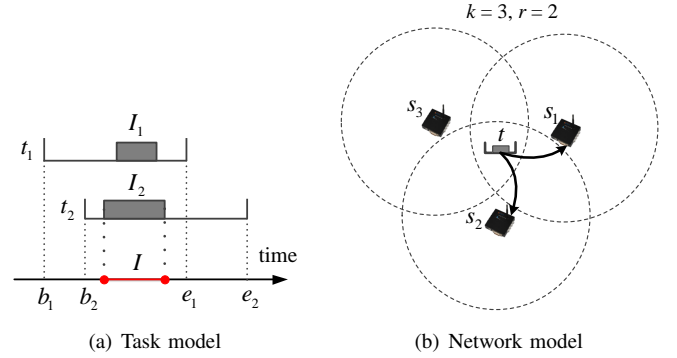 k = 3, r = 2
I₁
t₁
I₂
t₂
I
time
b₁ b₂ e₁ e₂
s₃
s₁
t
s₂
(a) Task model
(b) Network model